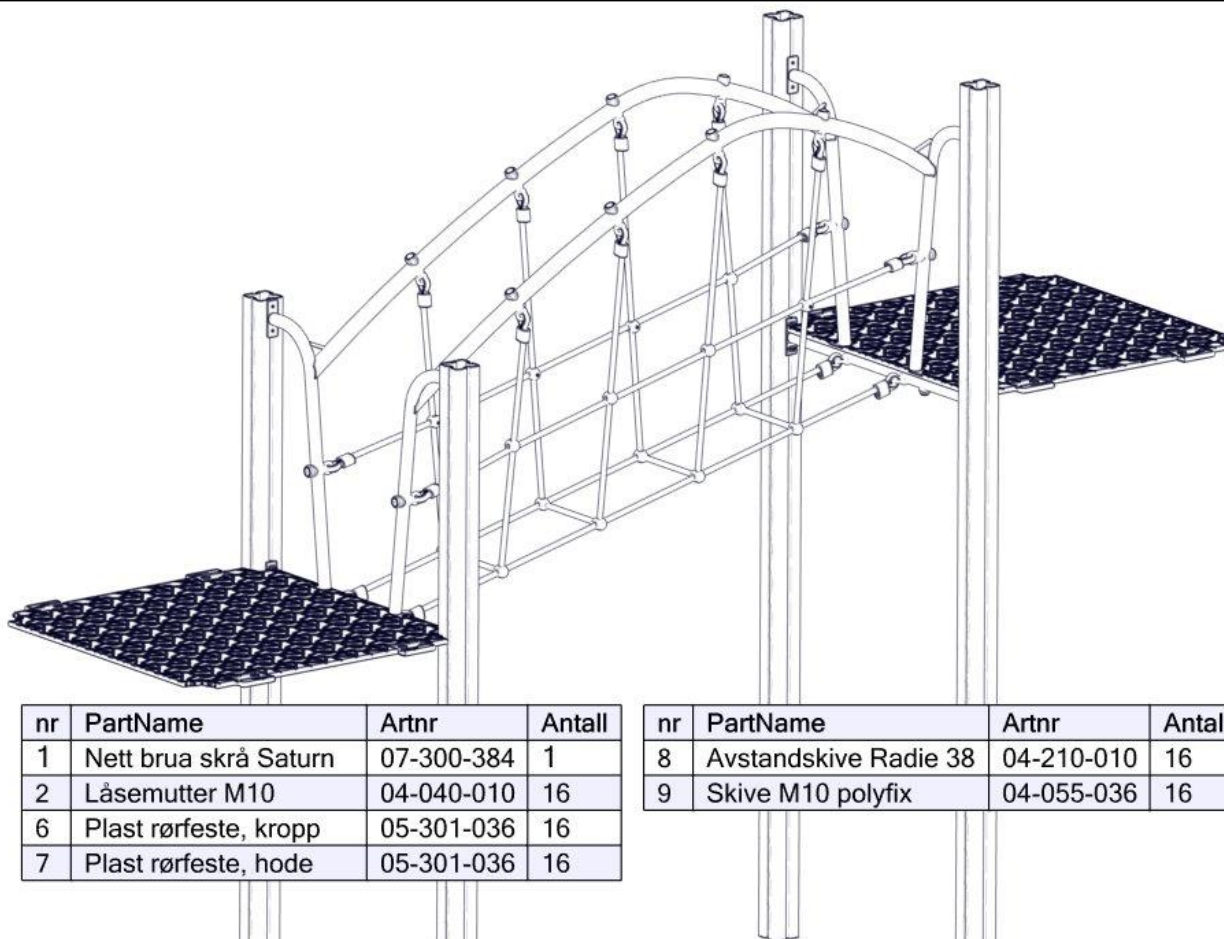 nr PartName Artnr Antall
1 Nett brua skrå Saturn 07-300-384 1
2 Låsemutter M10 04-040-010 16
6 Plast rørfeste, kropp 05-301-036 16
7 Plast rørfeste, hode 05-301-036 16
nr PartName Artnr Antall
8 Avstandskive Radie 38 04-210-010 16
9 Skive M10 polyfix 04-055-036 16